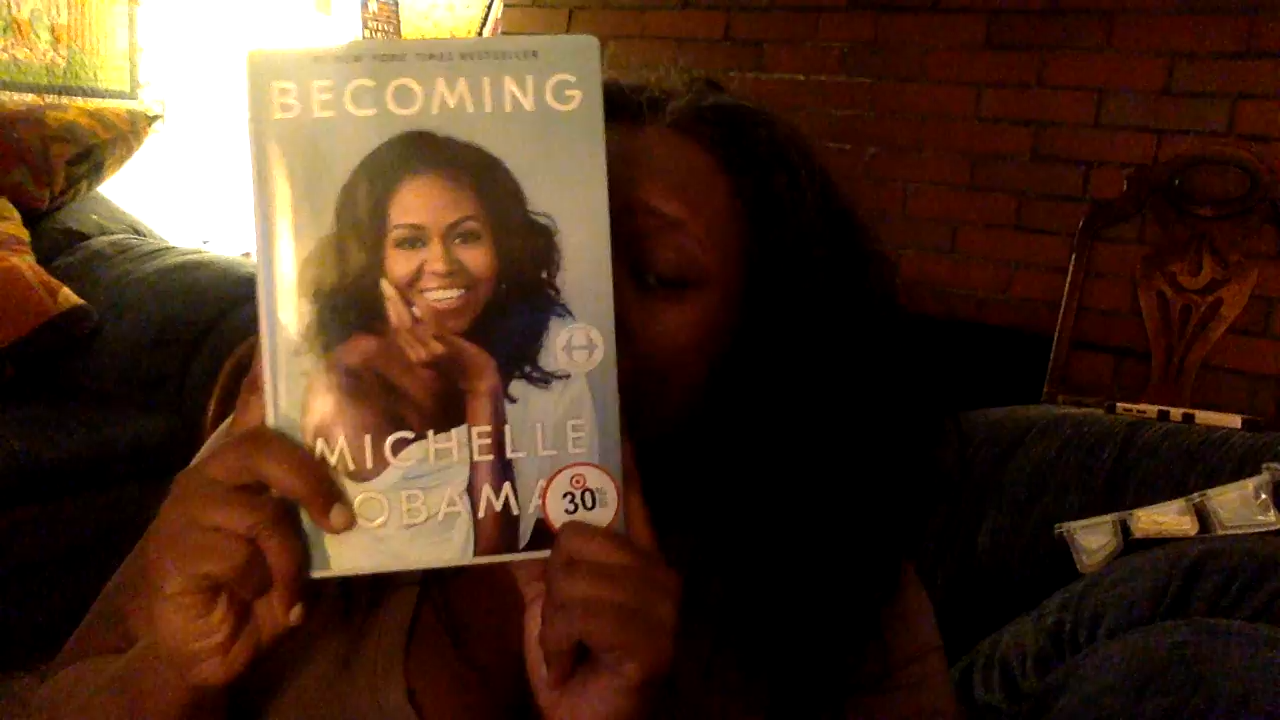 #1 NEW YORK TIMES BESTSELLER
BECOMING
MICHELLE
OBAMA
30%